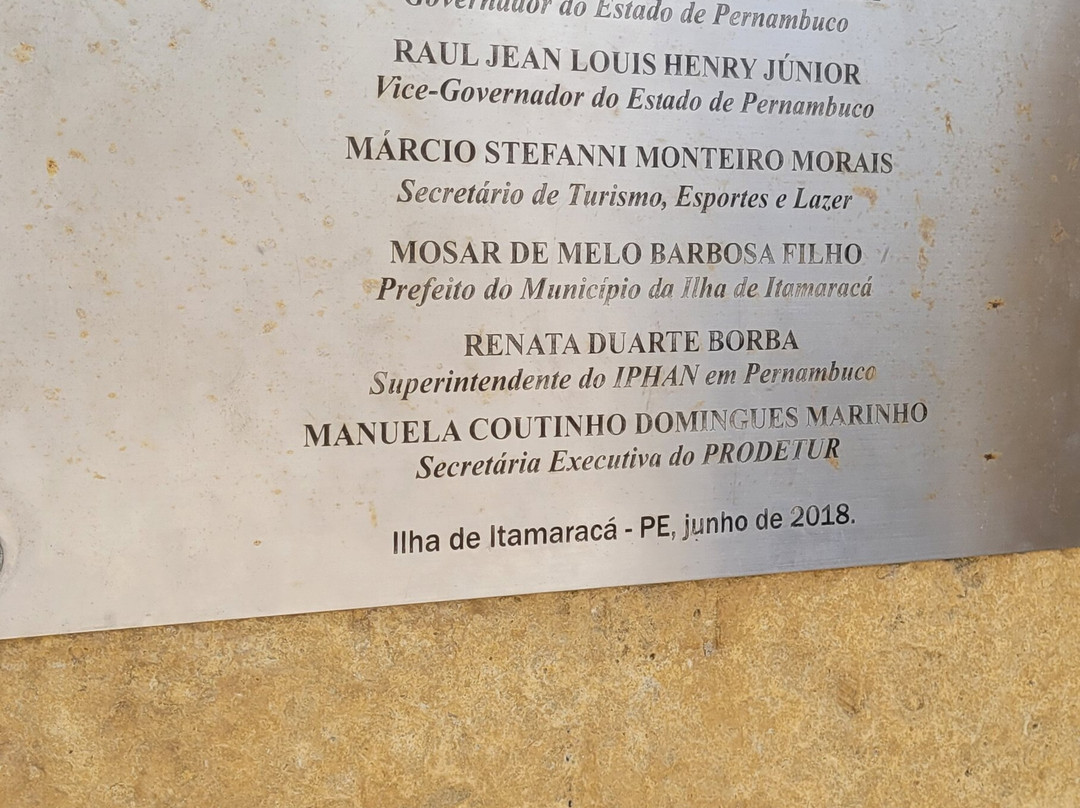 Governador do Estado de Pernambuco
RAUL JEAN LOUIS HENRY JÚNIOR
Vice-Governador do Estado de Pernambuco
MÁRCIO STEFANNI MONTEIRO MORAIS
Secretário de Turismo, Esportes e Lazer
MOSAR DE MELO BARBOSA FILHO
Prefeito do Município da Ilha de Itamaracá
RENATA DUARTE BORBA
Superintendente do IPHAN em Pernambuco
MANUELA COUTINHO DOMINGUES MARINHO
Secretária Executiva do PRODETUR
Ilha de Itamaracá - PE, junho de 2018.